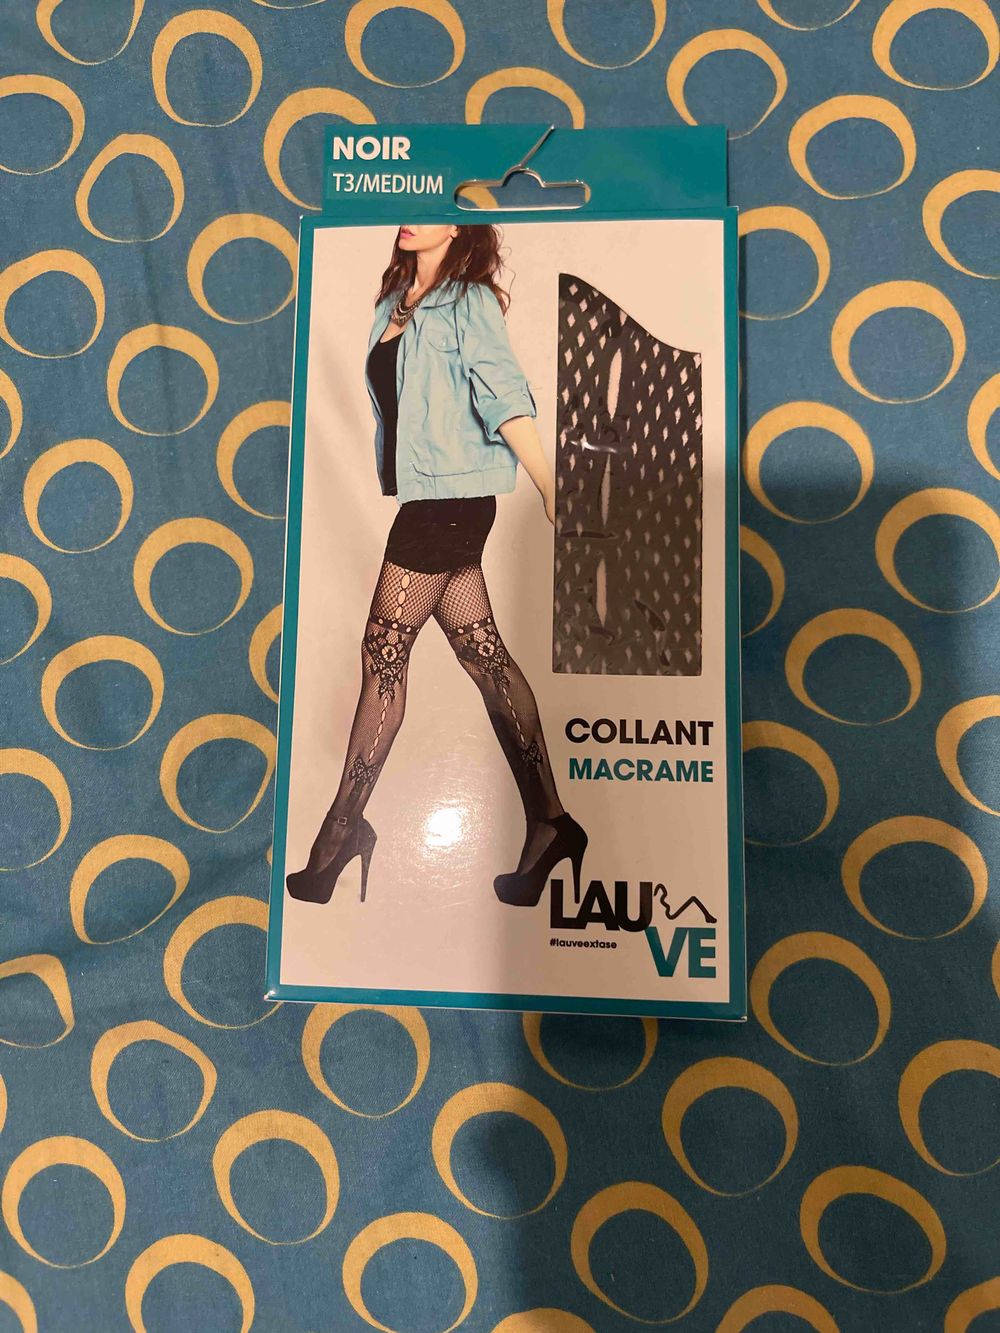 NOIR
T3/MEDIUM
COLLANT
MACRAME
LAU
VE
#lauveextase